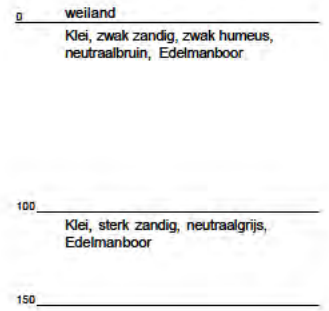 0 weiland
Klei, zwak zandig, zwak humeus,
neutraalbruin, Edelmanboor
100
Klei, sterk zandig, neutraalgrijs,
Edelmanboor
150